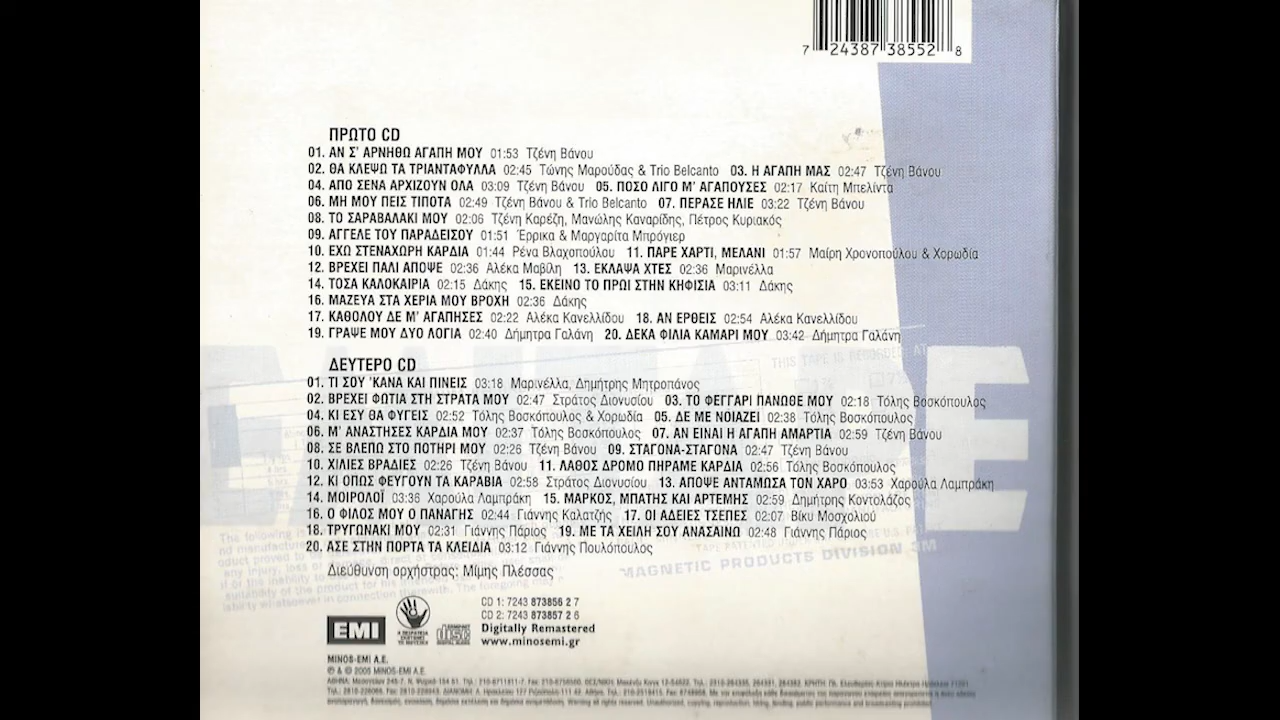 7 24387 38552 8
ΠΡΩΤΟ CD
01. ΑΝ Σ' ΑΡΝΗΘΩ ΑΓΑΠΗ ΜΟΥ 01:53 Τζένη Βάνου
02. ΘΑ ΚΛΕΨΩ ΤΑ ΤΡΙΑΝΤΑΦΥΛΛΑ 02:45 Τώνης Μαρούδας & Trio Belcanto 03. Η ΑΓΑΠΗ ΜΑΣ 02:47 Τζένη Βάνου
04. ΑΠΟ ΣΕΝΑ ΑΡΧΙΖΟΥΝ ΟΛΑ 03:09 Τζένη Βάνου 05. ΠΟΣΟ ΛΙΓΟ Μ' ΑΓΑΠΟΥΣΕΣ 02:17 Καίτη Μπελίντα
06. ΜΗ ΜΟΥ ΠΕΙΣ ΤΙΠΟΤΑ 02:49 Τζένη Βάνου & Trio Belcanto 07. ΠΕΡΑΣΕ ΗΛΙΕ 03:22 Τζένη Βάνου
08. ΤΟ ΣΑΡΑΒΑΛΑΚΙ ΜΟΥ 02:06 Τζένη Καρέζη, Μανώλης Καναρίδης, Πέτρος Κυριακός
09. ΑΓΓΕΛΕ ΤΟΥ ΠΑΡΑΔΕΙΣΟΥ 01:51 Έρρικα & Μαργαρίτα Μπρόγιερ
10. ΕΧΩ ΣΤΕΝΑΧΩΡΗ ΚΑΡΔΙΑ 01:44 Ρένα Βλαχοπούλου 11. ΠΑΡΕ ΧΑΡΤΙ, ΜΕΛΑΝΙ 01:57 Μαίρη Χρονοπούλου & Χορωδία
12. ΒΡΕΧΕΙ ΠΑΛΙ ΑΠΟΨΕ 02:36 Αλέκα Μαβίλη 13. ΕΚΛΑΨΑ ΧΤΕΣ 02:36 Μαρινέλλα
14. ΤΟΣΑ ΚΑΛΟΚΑΙΡΙΑ 02:15 Δάκης 15. ΕΚΕΙΝΟ ΤΟ ΠΡΩΙ ΣΤΗΝ ΚΗΦΙΣΙΑ 03:11 Δάκης
16. ΜΑΖΕΥΑ ΣΤΑ ΧΕΡΙΑ ΜΟΥ ΒΡΟΧΗ 02:36 Δάκης
17. ΚΑΘΟΛΟΥ ΔΕ Μ' ΑΓΑΠΗΣΕΣ 02:22 Αλέκα Κανελλίδου 18. ΑΝ ΕΡΘΕΙΣ 02:54 Αλέκα Κανελλίδου
19. ΓΡΑΨΕ ΜΟΥ ΔΥΟ ΛΟΓΙΑ 02:40 Δήμητρα Γαλάνη 20. ΔΕΚΑ ΦΙΛΙΑ ΚΑΜΑΡΙ ΜΟΥ 03:42 Δήμητρα Γαλάνη
THIS TAPE IS RECORDED AT
ΔΕΥΤΕΡΟ CD
01. ΤΙ ΣΟΥ 'ΚΑΝΑ ΚΑΙ ΠΙΝΕΙΣ 03:18 Μαρινέλλα, Δημήτρης Μητροπάνος
02. ΒΡΕΧΕΙ ΦΩΤΙΑ ΣΤΗ ΣΤΡΑΤΑ ΜΟΥ 02:47 Στράτος Διονυσίου 03. ΤΟ ΦΕΓΓΑΡΙ ΠΑΝΩΘΕ ΜΟΥ 02:18 Τόλης Βοσκόπουλος
04. ΚΙ ΕΣΥ ΘΑ ΦΥΓΕΙΣ 02:52 Τόλης Βοσκόπουλος & Χορωδία 05. ΔΕ ΜΕ ΝΟΙΑΖΕΙ 02:38 Τόλης Βοσκόπουλος
06. Μ' ΑΝΑΣΤΗΣΕΣ ΚΑΡΔΙΑ ΜΟΥ 02:37 Τόλης Βοσκόπουλος 07. ΑΝ ΕΙΝΑΙ Η ΑΓΑΠΗ ΑΜΑΡΤΙΑ 02:59 Τζένη Βάνου
08. ΣΕ ΒΛΕΠΩ ΣΤΟ ΠΟΤΗΡΙ ΜΟΥ 02:26 Τζένη Βάνου 09. ΣΤΑΓΟΝΑ-ΣΤΑΓΟΝΑ 02:47 Τζένη Βάνου
10. ΧΙΛΙΕΣ ΒΡΑΔΙΕΣ 02:26 Τζένη Βάνου 11. ΛΑΘΟΣ ΔΡΟΜΟ ΠΗΡΑΜΕ ΚΑΡΔΙΑ 02:56 Τόλης Βοσκόπουλος
12. ΚΙ ΟΠΩΣ ΦΕΥΓΟΥΝ ΤΑ ΚΑΡΑΒΙΑ 02:58 Στράτος Διονυσίου 13. ΑΠΟΨΕ ΑΝΤΑΜΩΣΑ ΤΟΝ ΧΑΡΟ 03:53 Χαρούλα Λαμπράκη
14. ΜΟΙΡΟΛΟΪ 03:36 Χαρούλα Λαμπράκη 15. ΜΑΡΚΟΣ, ΜΠΑΤΗΣ ΚΑΙ ΑΡΤΕΜΗΣ 02:59 Δημήτρης Κοντολάζος
16. Ο ΦΙΛΟΣ ΜΟΥ Ο ΠΑΝΑΓΗΣ 02:44 Γιάννης Καλατζής 17. ΟΙ ΑΔΕΙΕΣ ΤΣΕΠΕΣ 02:07 Βίκυ Μοσχολιού
18. ΤΡΥΓΟΝΑΚΙ ΜΟΥ 02:31 Γιάννης Πάριος 19. ΜΕ ΤΑ ΧΕΙΛΗ ΣΟΥ ΑΝΑΣΑΙΝΩ 02:48 Γιάννης Πάριος
20. ΑΣΕ ΣΤΗΝ ΠΟΡΤΑ ΤΑ ΚΛΕΙΔΙΑ 03:12 Γιάννης Πουλόπουλος
MAGNETIC PRODUCTS DIVISION 3M
Διεύθυνση ορχήστρας: Μίμης Πλέσσας
CD 1: 7243 873856 2 7
CD 2: 7243 873857 2 6
Digitally Remastered
www.minosemi.gr
EMI
MINOS-EMI A.E.
℗ & © 2005 MINOS-EMI A.E.